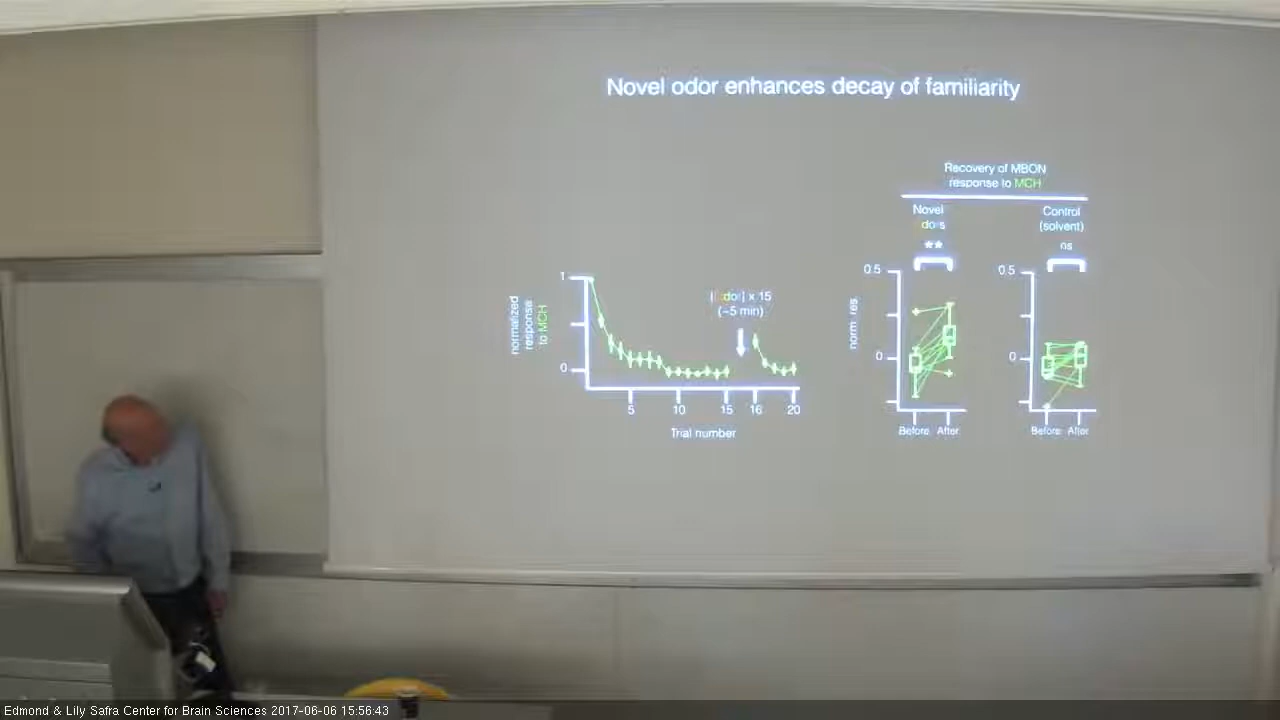 Novel odor enhances decay of familiarity
Recovery of MBON
response to MCH
Novel
odors
**
Control
(solvent)
ns
normalized
response
to MCH
1
0
[odor] x 15
(~5 min)
5
10
15
16
20
Trial number
norm. res.
0.5
0
Before
After
0.5
0
Before
After
Edmond & Lily Safra Center for Brain Sciences 2017-06-06 15:56:43